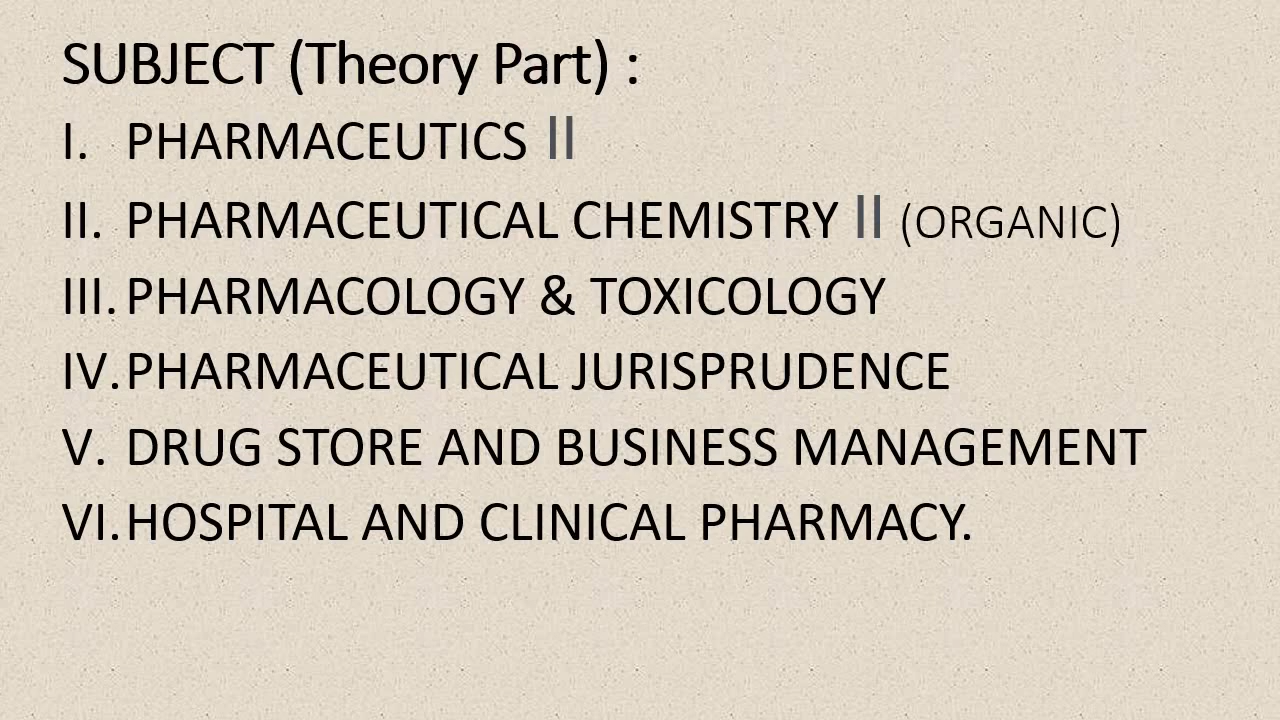 SUBJECT (Theory Part) :
I. PHARMACEUTICS II
II. PHARMACEUTICAL CHEMISTRY II (ORGANIC)
III. PHARMACOLOGY & TOXICOLOGY
IV. PHARMACEUTICAL JURISPRUDENCE
V. DRUG STORE AND BUSINESS MANAGEMENT
VI. HOSPITAL AND CLINICAL PHARMACY.